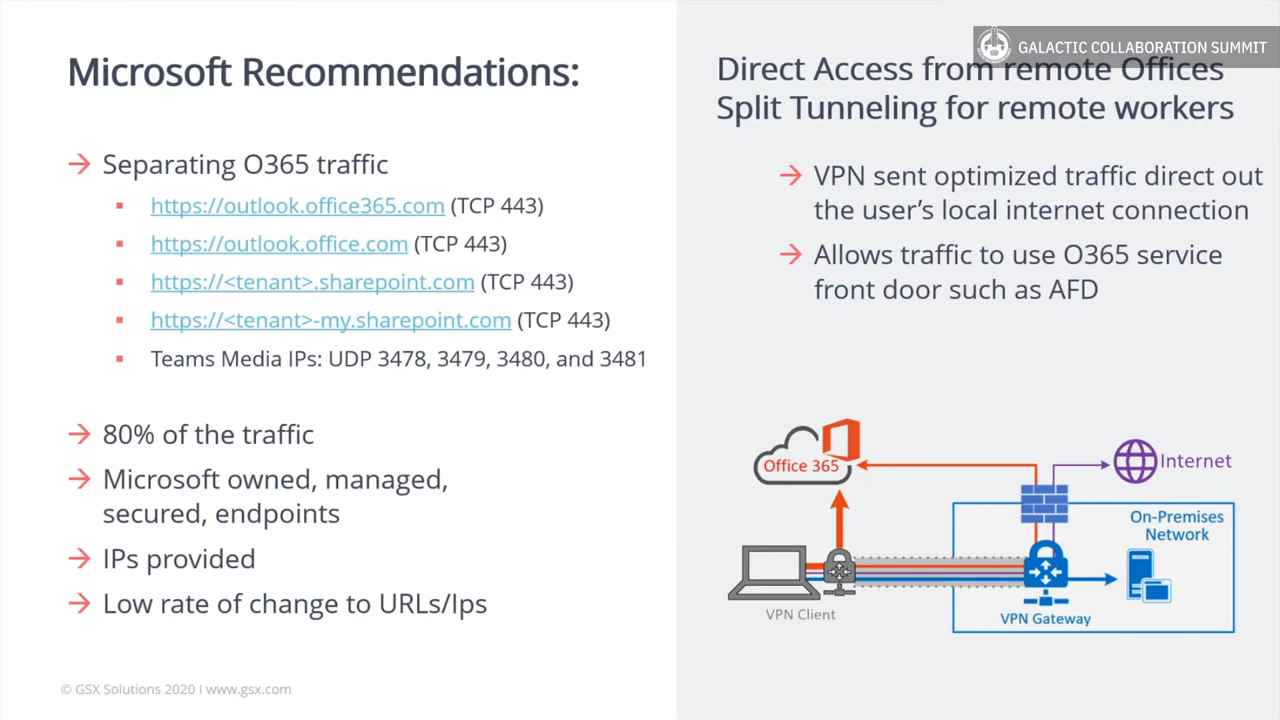 GALACTIC COLLABORATION SUMMIT
Microsoft Recommendations:
Separating O365 traffic
https://outlook.office365.com (TCP 443)
https://outlook.office.com (TCP 443)
https://<tenant>.sharepoint.com (TCP 443)
https://<tenant>-my.sharepoint.com (TCP 443)
Teams Media IPs: UDP 3478, 3479, 3480, and 3481
80% of the traffic
Microsoft owned, managed,
secured, endpoints
IPs provided
Low rate of change to URLs/Ips
© GSX Solutions 2020 I www.gsx.com
Direct Access from remote Offices
Split Tunneling for remote workers
VPN sent optimized traffic direct out
the user's local internet connection
Allows traffic to use O365 service
front door such as AFD
Office 365
Internet
On-Premises
Network
VPN Client
VPN Gateway